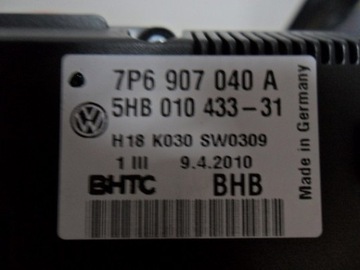 7P6 907 040 A
5HB 010 433-31
H18 K030 SW0309
1 III 9.4.2010
BHTC BHB
Made in Germany